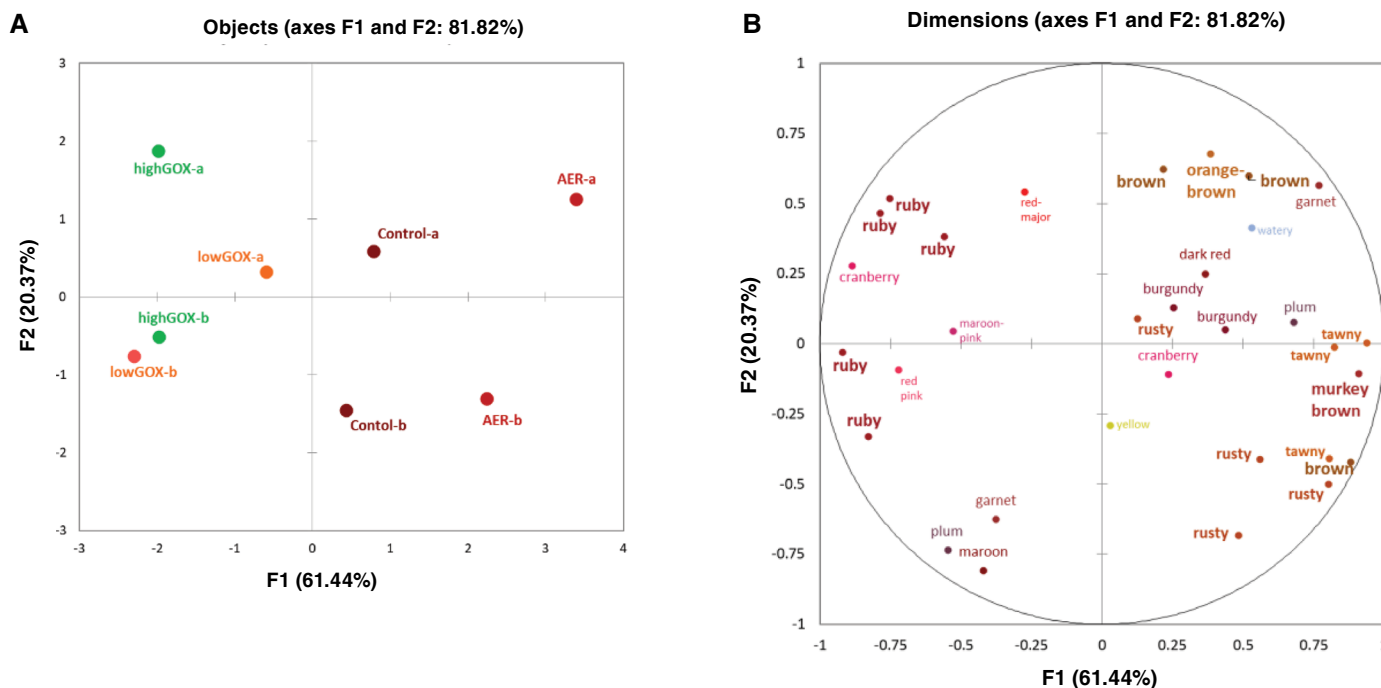 A
Objects (axes F1 and F2: 81.82%)
3
2
1
0
-1
-2
-3
-3
-2
-1
0
1
2
3
4
F2 (20.37%)
F1 (61.44%)
highGOX-a
AER-a
Control-a
lowGOX-a
highGOX-b
lowGOX-b
Contol-b
AER-b
B
Dimensions (axes F1 and F2: 81.82%)
1
0.75
0.5
0.25
0
-0.25
-0.5
-0.75
-1
-1
-0.75
-0.5
-0.25
0
0.25
0.5
0.75
F2 (20.37%)
F1 (61.44%)
brown
orange-
brown
brown
garnet
ruby
ruby
red-
major
ruby
watery
dark red
cranberry
burgundy
burgundy
plum
maroon-
pink
rusty
tawny
tawny
ruby
cranberry
red
pink
murkey
brown
ruby
yellow
rusty
tawny
brown
rusty
garnet
plum
maroon
rusty